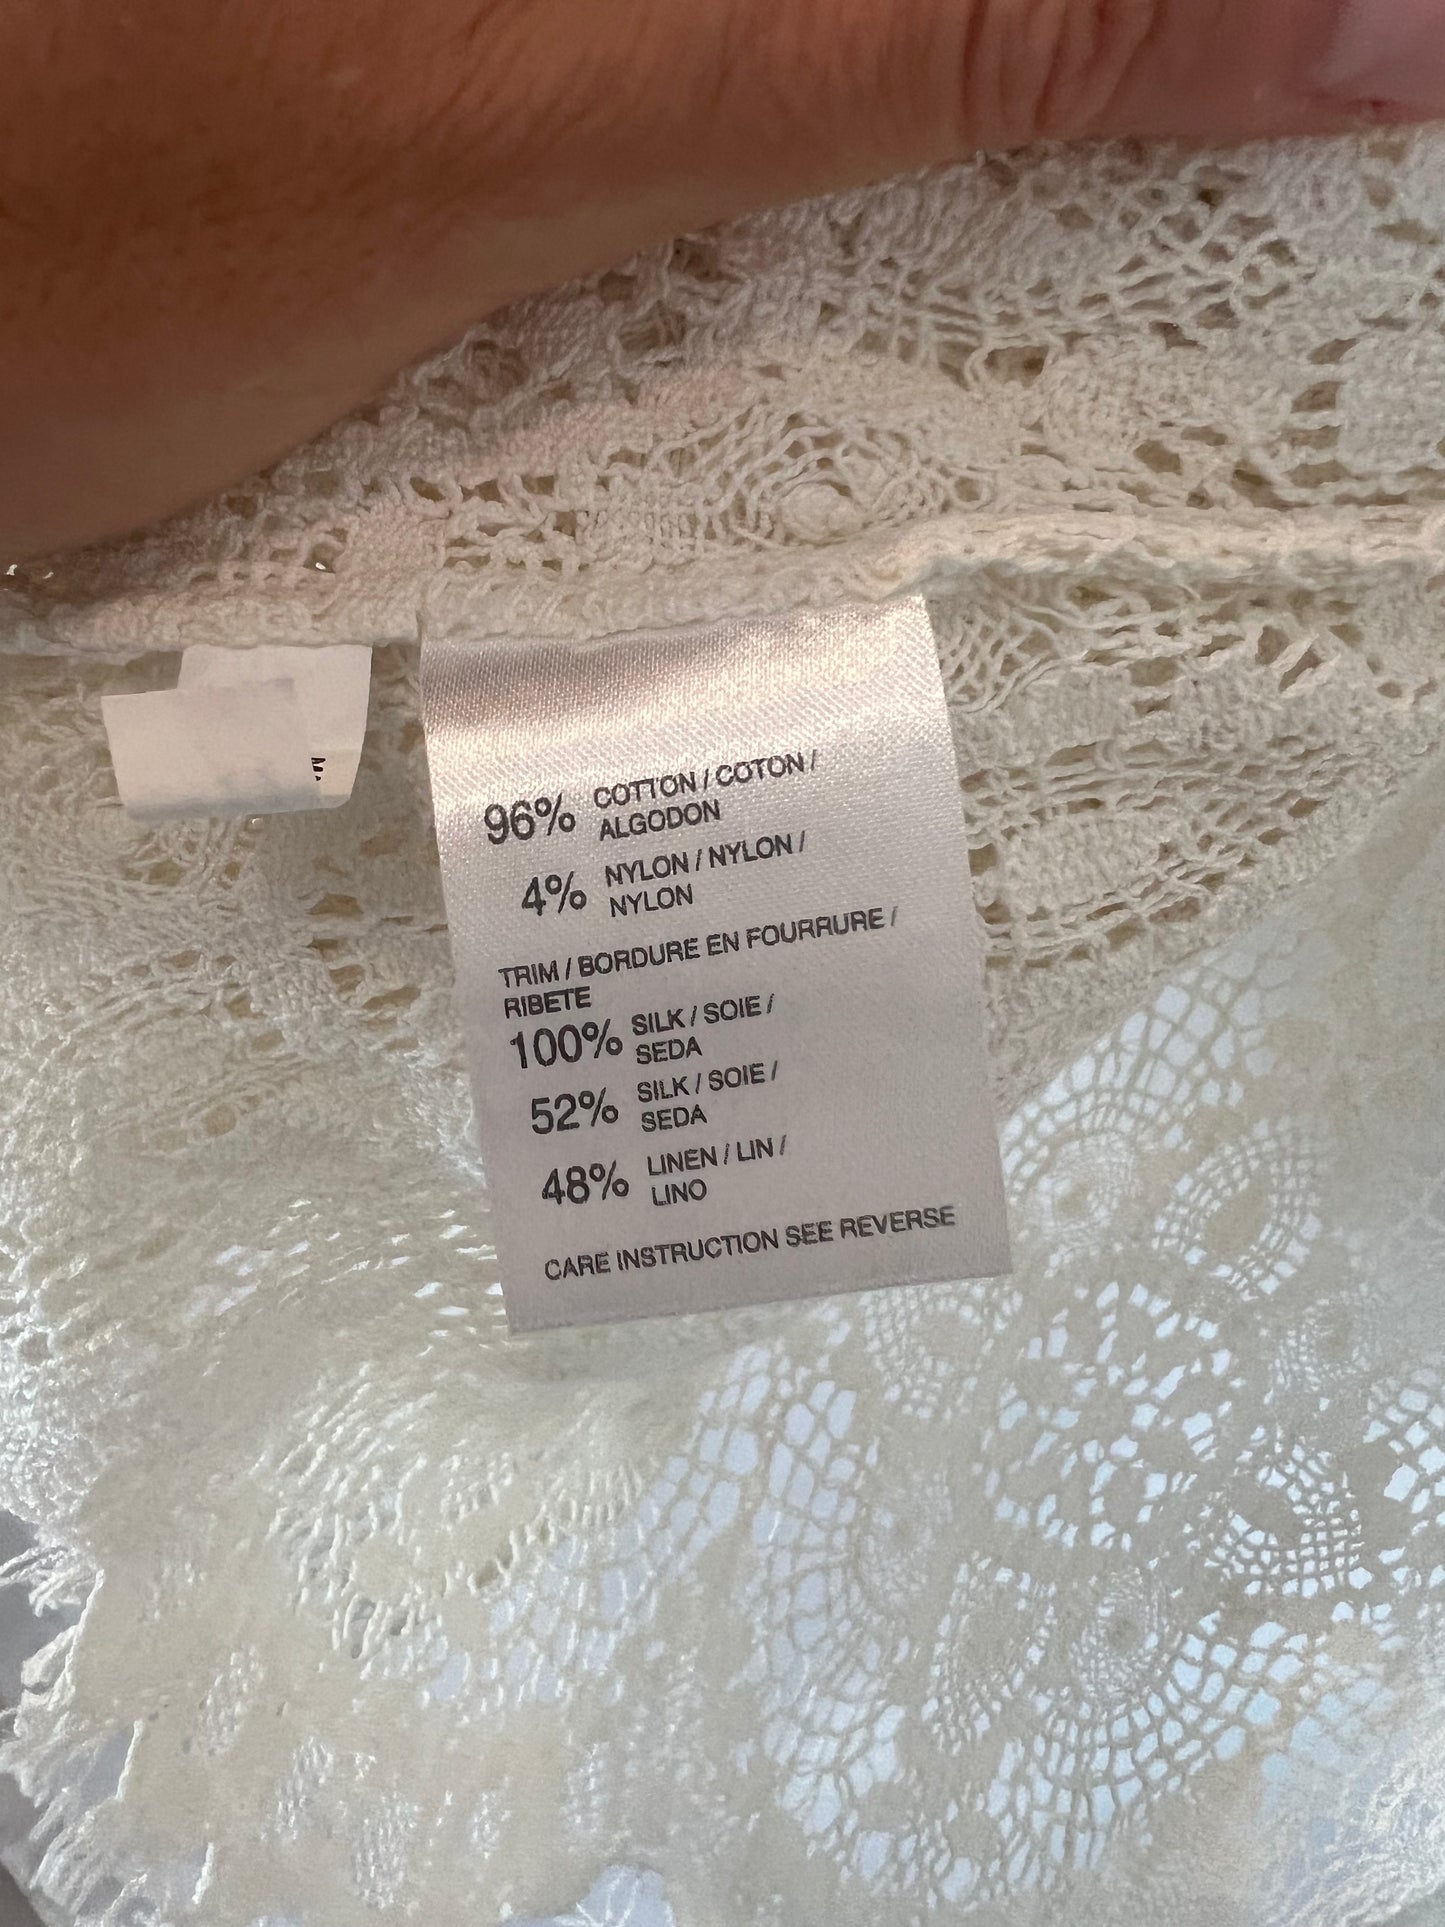 96% COTTON / COTON /
ALGODON
4% NYLON / NYLON /
NYLON
TRIM / BORDURE EN FOURRURE /
RIBETE
100% SILK / SOIE /
SEDA
52% SILK / SOIE /
SEDA
48% LINEN / LIN /
LINO
CARE INSTRUCTION SEE REVERSE